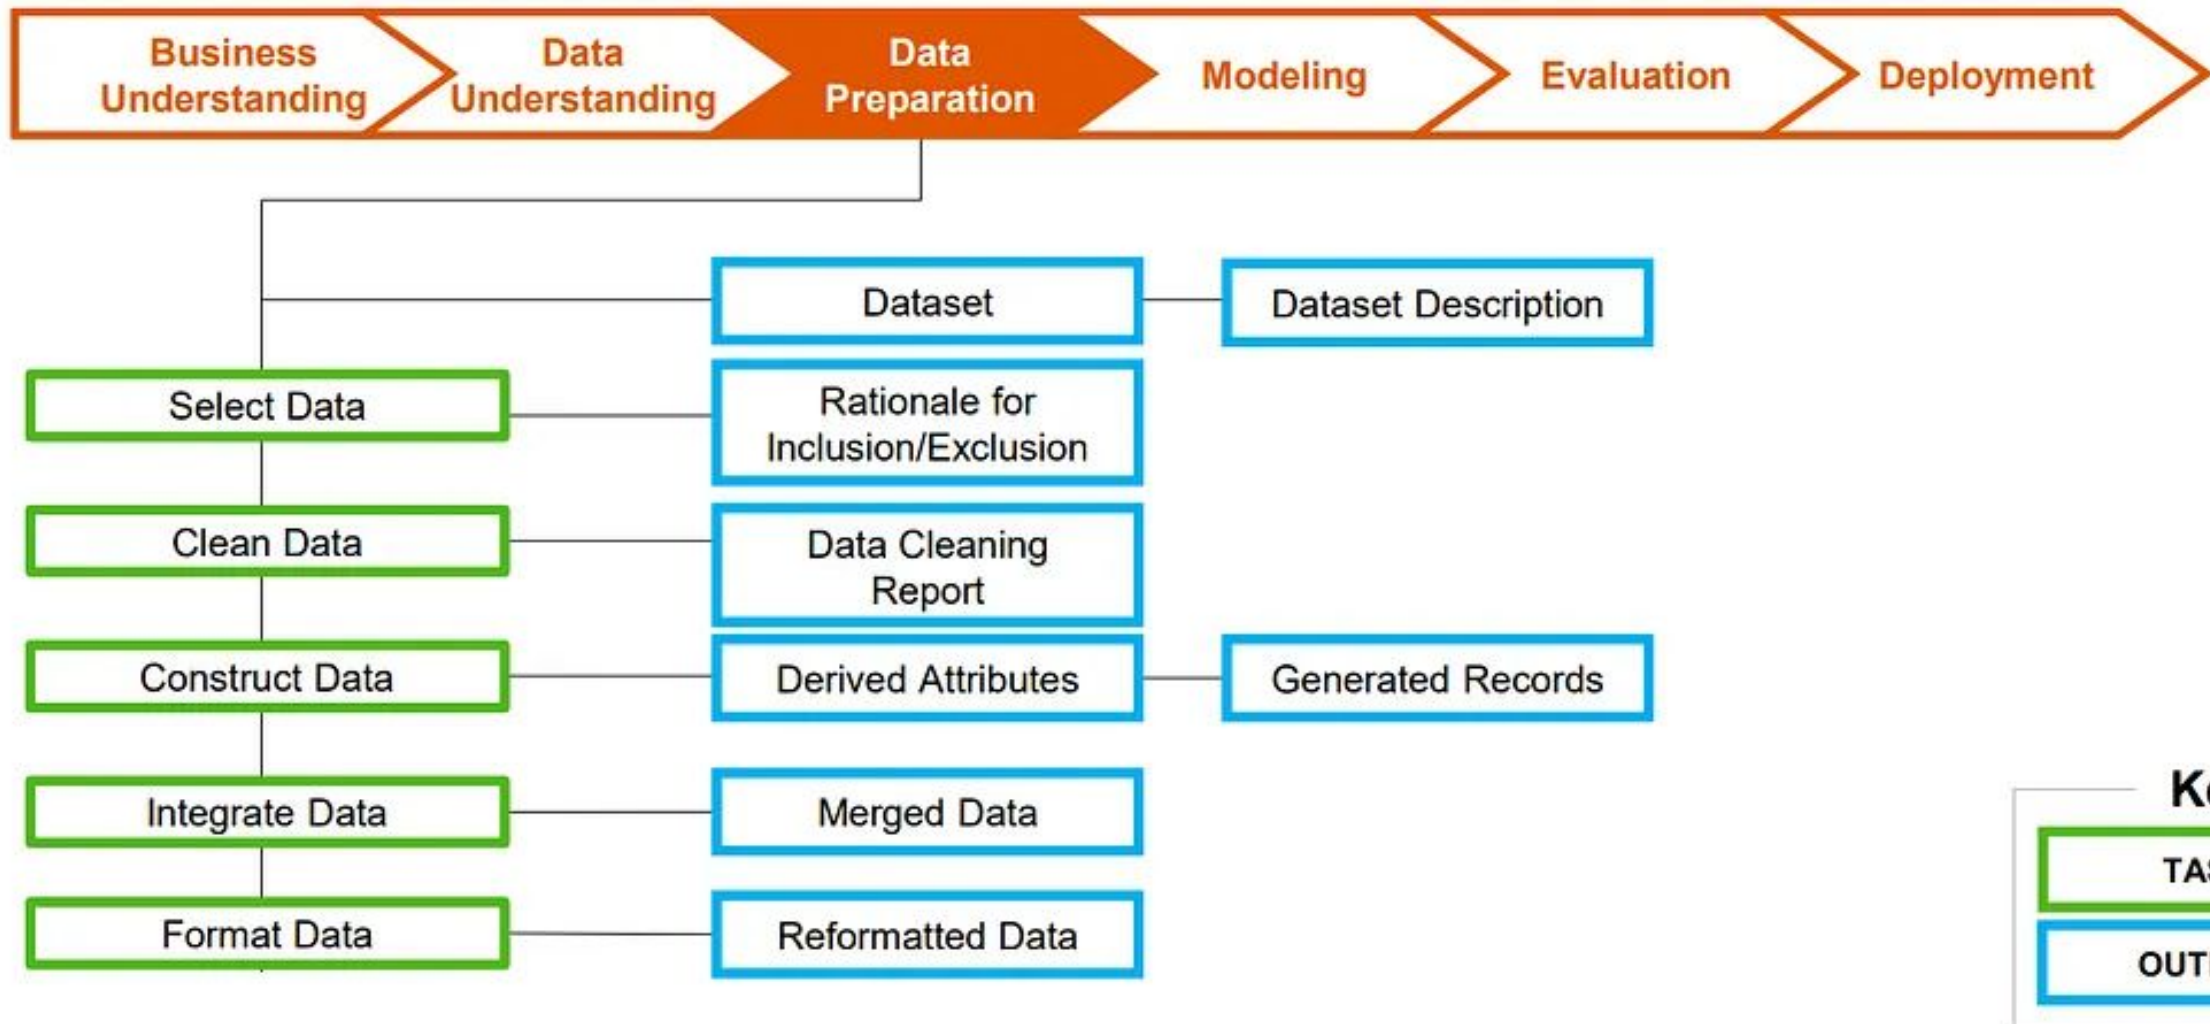 Business
Understanding
Data
Understanding
Data
Preparation
Modeling
Evaluation
Deployment
Dataset
Dataset Description
Select Data
Rationale for
Inclusion/Exclusion
Clean Data
Data Cleaning
Report
Construct Data
Derived Attributes
Generated Records
Integrate Data
Merged Data
Format Data
Reformatted Data